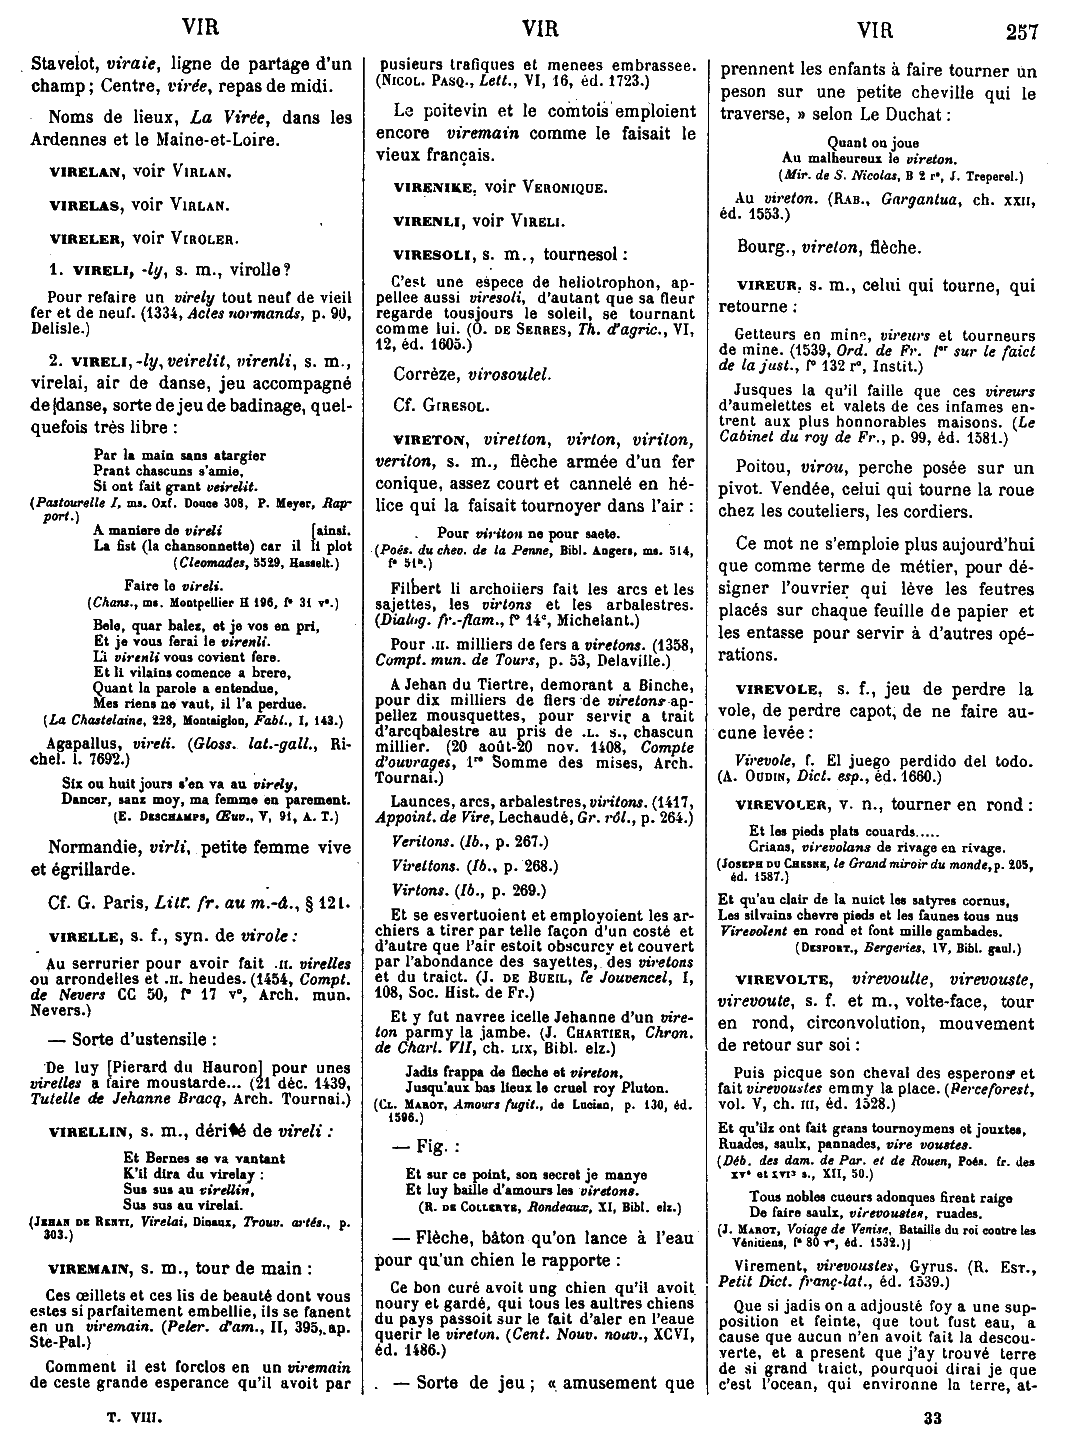 VIR
VIR
VIR
257
Stavelot, viraie, ligne de partage d'un
champ ; Centre, virée, repas de midi.
Noms de lieux, La Virée, dans les
Ardennes et le Maine-et-Loire.
VIRELAN, voir VIRLAN.
VIRELAS, voir VIRLAN.
VIRELER, voir VIROLER.
1. VIRELI, -ly, s. m., virolle ?
Pour refaire un virely tout neuf de vieil
fer et de neuf. (1334, Actes normands, p. 90,
Delisle.)
2. VIRELI, -ly, veirelit, virenli, s. m.,
virelai, air de danse, jeu accompagné
de danse, sorte de jeu de badinage, quel-
quefois très libre :
Par la main sans atargier
Prant chascuns s'amie,
Si ont fait grant veirelit.
(Pastourelle I, ms. Oxf. Douce 308, P. Meyer, Rap-
port.)
A maniere de vireli [ainsi.
La fist (la chansonnette) car il li plot
(Cleomades, 5529, Hasselt.)
Faire le vireli.
(Chans., ms. Montpellier H 196, f° 31 v°.)
Bele, quar balez, et je vos en pri,
Et je vous ferai le virenli.
Li virenli vous covient fere.
Et li vilains comence a brere,
Quant la parole a entendue,
Mes riens ne vaut, il l'a perdue.
(La Chastelaine, 228, Montaiglon, Fabl., I, 143.)
Agapallus, vireli. (Gloss. lat.-gall., Ri-
chel. l. 7692.)
Six ou huit jours s'en va au virely,
Dancer, sanz moy, ma femme en parement.
(E. DESCHAMPS, Œuv., V, 91, A. T.)
Normandie, virli, petite femme vive
et égrillarde.
Cf. G. Paris, Litt. fr. au m.-â., § 121.
VIRELLE, s. f., syn. de virole :
Au serrurier pour avoir fait .II. virelles
ou arrondelles et .II. heudes. (1454, Compt.
de Nevers CC 50, f° 17 v°, Arch. mun.
Nevers.)
— Sorte d'ustensile :
De luy [Pierard du Hauron] pour unes
virelles a faire moustarde... (21 déc. 1439,
Tutelle de Jehanne Bracq, Arch. Tournai.)
VIRELLIN, s. m., dérivé de vireli :
Et Bernes se va vantant
K'il dira du virelay :
Sus sus au virellin,
Sus sus au virelai.
(JEHAN DE RENTI, Virelai, Dinaux, Trouv. artés., p.
303.)
VIREMAIN, s. m., tour de main :
Ces œillets et ces lis de beauté dont vous
estes si parfaitement embellie, ils se fanent
en un viremain. (Peler. d'am., II, 395, ap.
Ste-Pal.)
Comment il est forclos en un viremain
de ceste grande esperance qu'il avoit par
T. VIII.
pusieurs trafiques et menees embrassee.
(NICOL. PASQ., Lett., VI, 16, éd. 1723.)
Le poitevin et le comtois emploient
encore viremain comme le faisait le
vieux français.
VIRENIKE, voir VERONIQUE.
VIRENLI, voir VIRELI.
VIRESOLI, s. m., tournesol :
C'est une espece de heliotrophon, ap-
pellee aussi viresoli, d'autant que sa fleur
regarde tousjours le soleil, se tournant
comme lui. (O. DE SERRES, Th. d'agric., VI,
12, éd. 1605.)
Corrèze, virosoulel.
Cf. GIRESOL.
VIRETON, viretton, virton, viriton,
veriton, s. m., flèche armée d'un fer
conique, assez court et cannelé en hé-
lice qui la faisait tournoyer dans l'air :
Pour viriton ne pour saete.
(Poés. du chev. de la Penne, Bibl. Angers, ms. 514,
f° 51ᵇ.)
Filbert li archoiiers fait les arcs et les
sajettes, les virtons et les arbalestres.
(Dialog. fr.-flam., f° 14ᶜ, Michelant.)
Pour .II. milliers de fers a viretons. (1358,
Compt. mun. de Tours, p. 53, Delaville.)
A Jehan du Tiertre, demorant a Binche,
pour dix milliers de fiers de viretons ap-
pellez mousquettes, pour servir a trait
d'arcqbalestre au pris de .L. s., chascun
millier. (20 août-20 nov. 1408, Compte
d'ouvrages, 1ʳᵉ Somme des mises, Arch.
Tournai.)
Launces, arcs, arbalestres, viritons. (1417,
Appoint. de Vire, Lechaudé, Gr. rôl., p. 264.)
Veritons. (Ib., p. 267.)
Virettons. (Ib., p. 268.)
Virtons. (Ib., p. 269.)
Et se esvertuoient et employoient les ar-
chiers a tirer par telle façon d'un costé et
d'autre que l'air estoit obscurcy et couvert
par l'abondance des sayettes, des viretons
et du traict. (J. DE BUEIL, le Jouvencel, I,
108, Soc. Hist. de Fr.)
Et y fut navree icelle Jehanne d'un vire-
ton parmy la jambe. (J. CHARTIER, Chron.
de Charl. VII, ch. LIX, Bibl. elz.)
Jadis frappa de fleche et vireton,
Jusqu'aux bas lieux le cruel roy Pluton.
(CL. MAROT, Amours fugit., de Lucian, p. 130, éd.
1596.)
— Fig. :
Et sur ce point, son secret je manye
Et luy baille d'amours les viretons.
(R. DE COLLERYE, Rondeaux, XI, Bibl. elz.)
— Flèche, bâton qu'on lance à l'eau
pour qu'un chien le rapporte :
Ce bon curé avoit ung chien qu'il avoit
noury et gardé, qui tous les aultres chiens
du pays passoit sur le fait d'aler en l'eaue
querir le vireton. (Cent. Nouv. nouv., XCVI,
éd. 1486.)
— Sorte de jeu ; « amusement que
prennent les enfants à faire tourner un
peson sur une petite cheville qui le
traverse, » selon Le Duchat :
Quant on joue
Au malheureux le vireton.
(Mir. de S. Nicolas, B 2 r°, J. Treperel.)
Au vireton. (RAB., Gargantua, ch. XXII,
éd. 1553.)
Bourg., vireton, flèche.
VIREUR, s. m., celui qui tourne, qui
retourne :
Getteurs en mine, vireurs et tourneurs
de mine. (1539, Ord. de Fr. Iᵉʳ sur le faict
de la just., f° 132 r°, Instit.)
Jusques la qu'il faille que ces vireurs
d'aumelettes et valets de ces infames en-
trent aux plus honnorables maisons. (Le
Cabinet du roy de Fr., p. 99, éd. 1581.)
Poitou, virou, perche posée sur un
pivot. Vendée, celui qui tourne la roue
chez les couteliers, les cordiers.
Ce mot ne s'emploie plus aujourd'hui
que comme terme de métier, pour dé-
signer l'ouvrier qui lève les feutres
placés sur chaque feuille de papier et
les entasse pour servir à d'autres opé-
rations.
VIREVOLE, s. f., jeu de perdre la
vole, de perdre capot, de ne faire au-
cune levée :
Virevole, f. El juego perdido del todo.
(A. OUDIN, Dict. esp., éd. 1660.)
VIREVOLER, v. n., tourner en rond :
Et les pieds plats couards.....
Crians, virevolans de rivage en rivage.
(JOSEPH DU CHESNE, le Grand miroir du monde, p. 205,
éd. 1587.)
Et qu'au clair de la nuict les satyres cornus,
Les silvains chevre pieds et les faunes tous nus
Virevolent en rond et font mille gambades.
(DESPORT., Bergeries, IV, Bibl. gaul.)
VIREVOLTE, virevoulte, virevouste,
virevoute, s. f. et m., volte-face, tour
en rond, circonvolution, mouvement
de retour sur soi :
Puis picque son cheval des esperons et
fait virevoustes emmy la place. (Perceforest,
vol. V, ch. III, éd. 1528.)
Et qu'ilz ont fait grans tournoymens et jouxtes,
Ruades, saulx, pannades, vire voustes.
(Déb. des dam. de Par. et de Rouen, Poés. fr. des
XVᵉ et XVIᵉ s., XII, 50.)
Tous nobles cueurs adonques firent raige
De faire saulx, virevoustes, ruades.
(J. MAROT, Voiage de Venise, Bataille du roi contre les
Vénitiens, f° 80 r°, éd. 1532.)]
Virement, virevoustes, Gyrus. (R. EST.,
Petit Dict. franç-lat., éd. 1539.)
Que si jadis on a adjousté foy a une sup-
position et feinte, que tout fust eau, a
cause que aucun n'en avoit fait la descou-
verte, et a present que j'ay trouvé terre
de si grand traict, pourquoi dirai je que
c'est l'ocean, qui environne la terre, at-
33